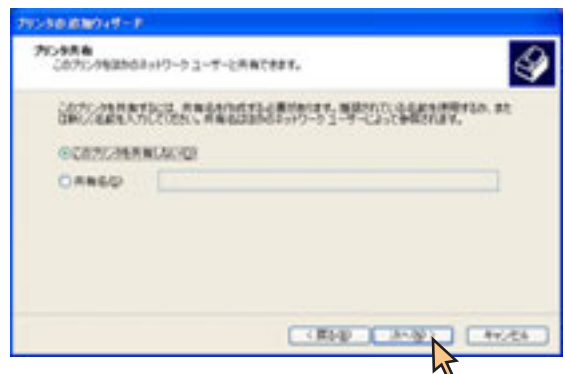 プリンタの追加ウィザード
プリンタ共有
このプリンタをほかのネットワーク ユーザーと共有できます。
このプリンタを共有するには、共有名を作成する必要があります。推奨されている名前を使用するか、また
は新しい名前を入力してください。共有名はほかのネットワーク ユーザーによって参照されます。
このプリンタを共有しない(O)
共有名(S)
< 戻る(B) 次へ(N) > キャンセル